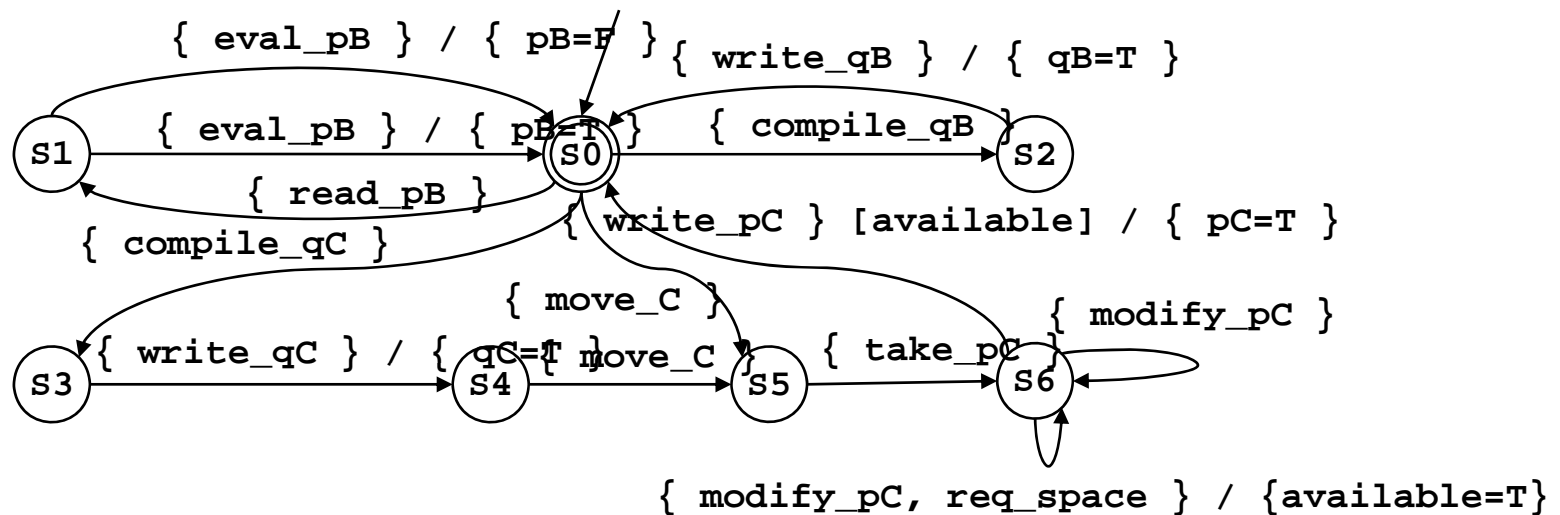 { eval_pB } / { pB=F }
{ write_qB } / { qB=T }
{ eval_pB } / { pB=T }
{ compile_qB }
S1
S0
S2
{ read_pB }
{ write_pC } [available] / { pC=T }
{ compile_qC }
{ move_C }
{ modify_pC }
{ write_qC } / { qC=T }
{ move_C }
{ take_pC }
S3
S4
S5
S6
{ modify_pC, req_space } / {available=T}